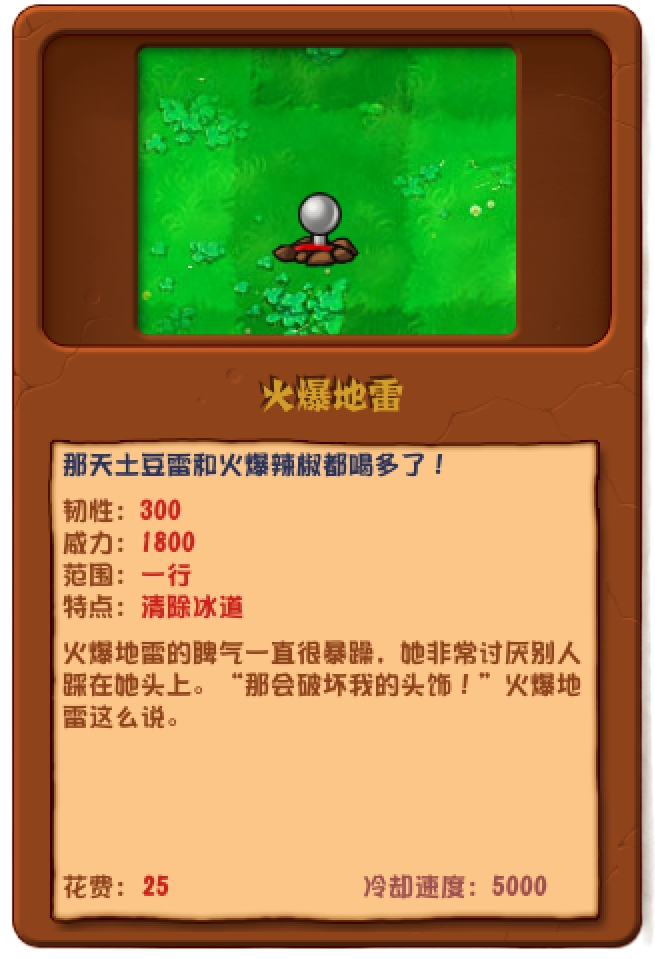 火爆地雷
那天土豆雷和火爆辣椒都喝多了！
韧性：300
威力：1800
范围：一行
特点：清除冰道
火爆地雷的脾气一直很暴躁，她非常讨厌别人
踩在她头上。“那会破坏我的头饰！”火爆地
雷这么说。
花费：25 冷却速度：5000